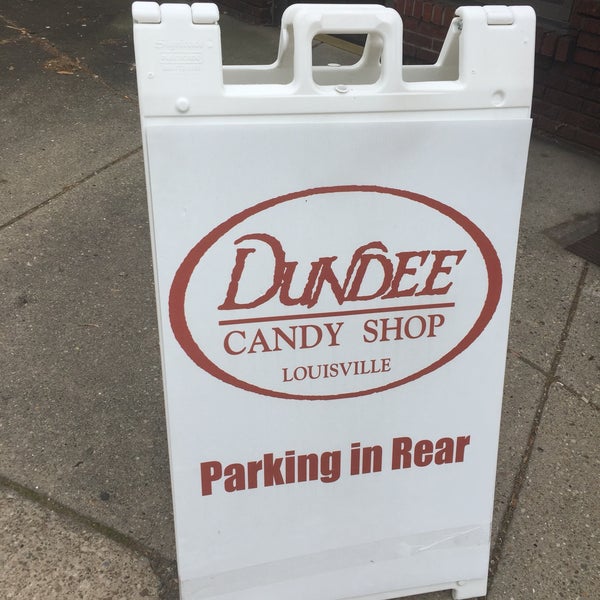 DUNDEE
CANDY SHOP
LOUISVILLE
Parking in Rear